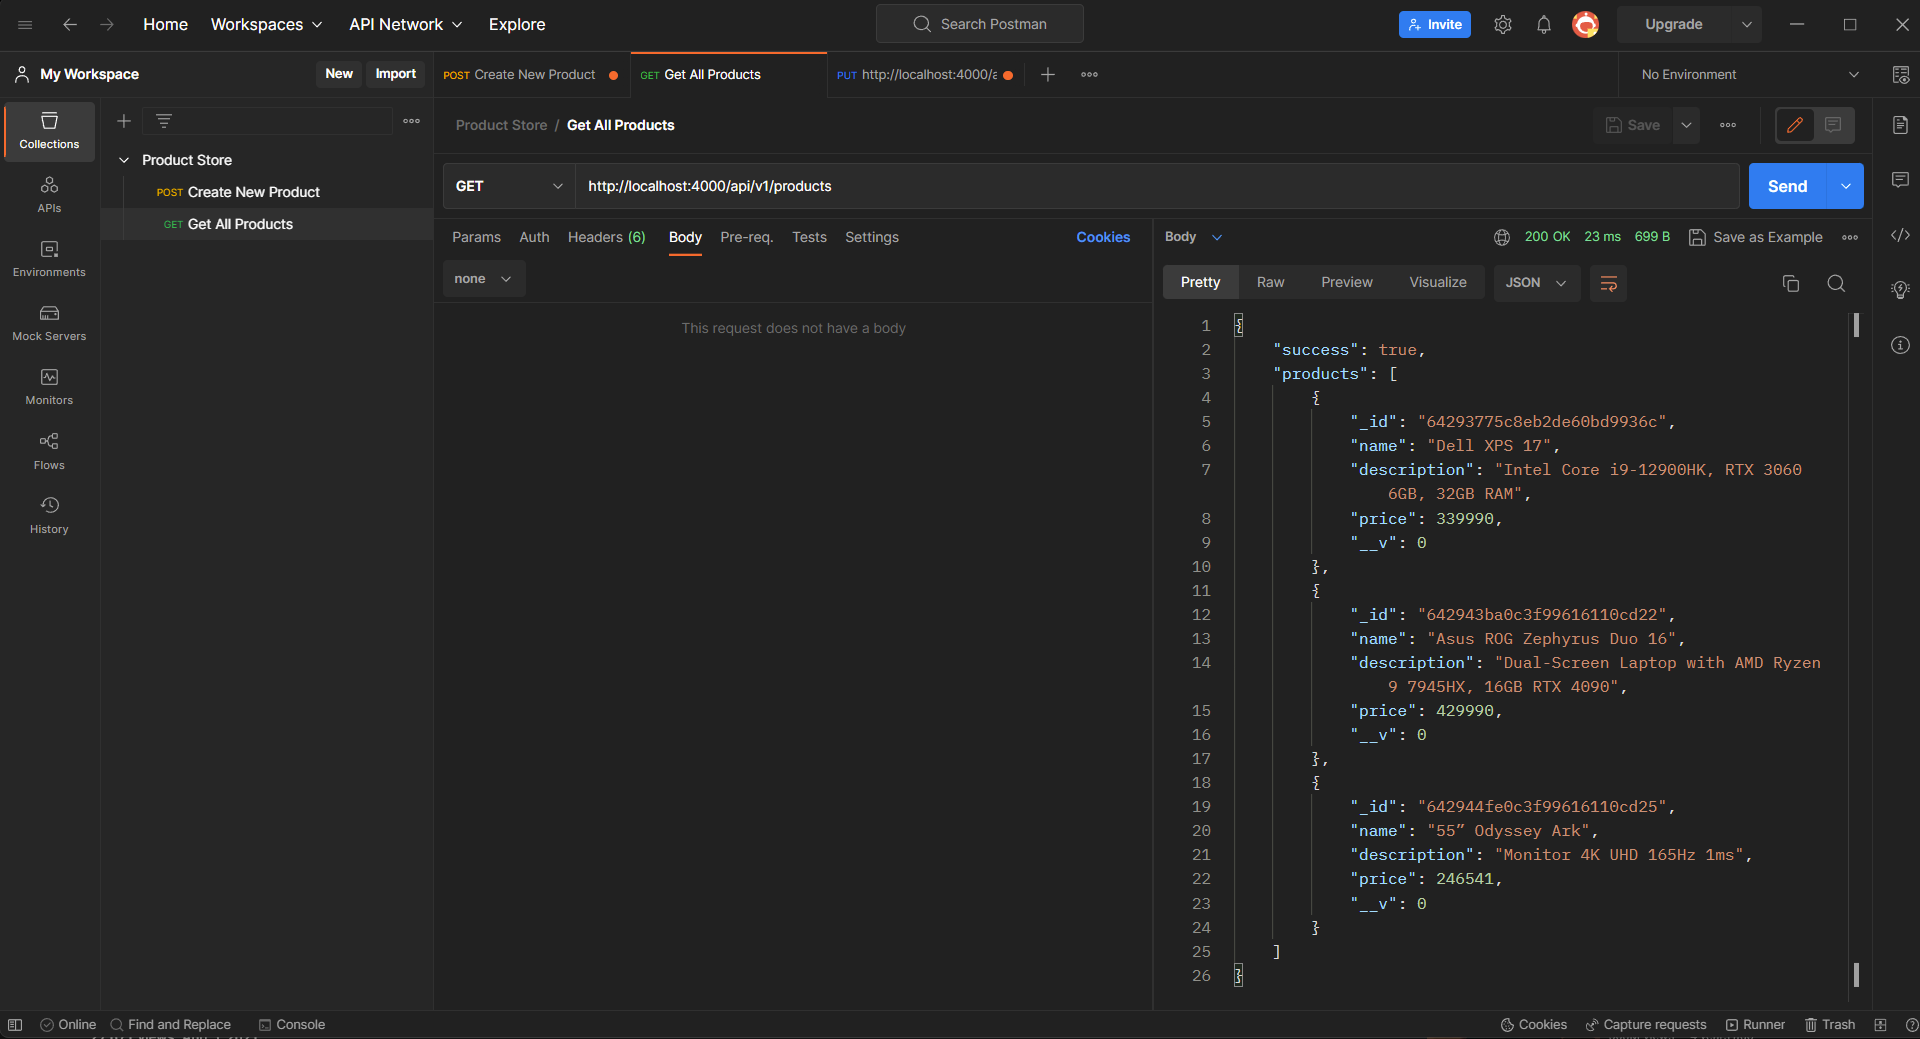 Home Workspaces API Network Explore Search Postman Invite Upgrade
My Workspace New Import POST Create New Product GET Get All Products PUT http://localhost:4000/a No Environment
Collections
APIs
Environments
Mock Servers
Monitors
Flows
History
Product Store
POST Create New Product
GET Get All Products
Product Store / Get All Products Save
GET http://localhost:4000/api/v1/products Send
Params Auth Headers (6) Body Pre-req. Tests Settings Cookies
none
This request does not have a body
Body 200 OK 23 ms 699 B Save as Example
Pretty Raw Preview Visualize JSON
1 {
2 "success": true,
3 "products": [
4 {
5 "_id": "64293775c8eb2de60bd9936c",
6 "name": "Dell XPS 17",
7 "description": "Intel Core i9-12900HK, RTX 3060
6GB, 32GB RAM",
8 "price": 339990,
9 "__v": 0
10 },
11 {
12 "_id": "642943ba0c3f99616110cd22",
13 "name": "Asus ROG Zephyrus Duo 16",
14 "description": "Dual-Screen Laptop with AMD Ryzen
9 7945HX, 16GB RTX 4090",
15 "price": 429990,
16 "__v": 0
17 },
18 {
19 "_id": "642944fe0c3f99616110cd25",
20 "name": "55” Odyssey Ark",
21 "description": "Monitor 4K UHD 165Hz 1ms",
22 "price": 246541,
23 "__v": 0
24 }
25 ]
26 }
Online Find and Replace Console Cookies Capture requests Runner Trash